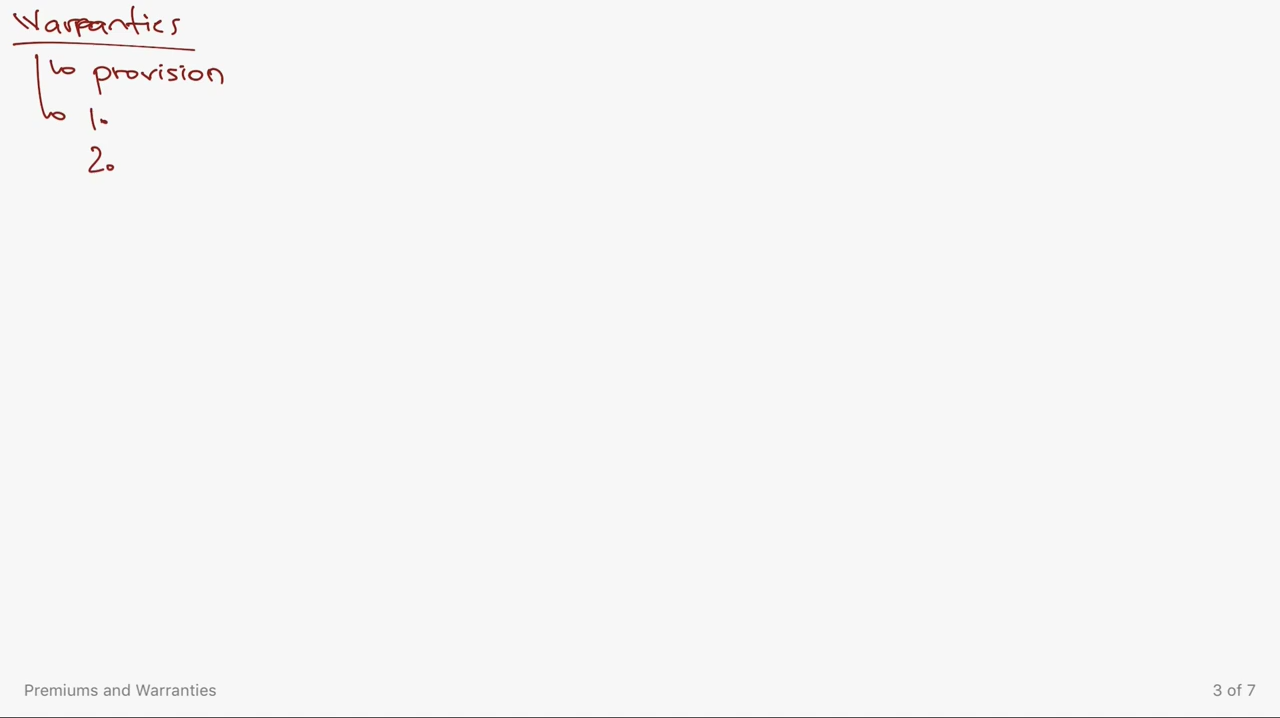 Warranties
↳ provision
↳ 1.
2.
Premiums and Warranties
3 of 7